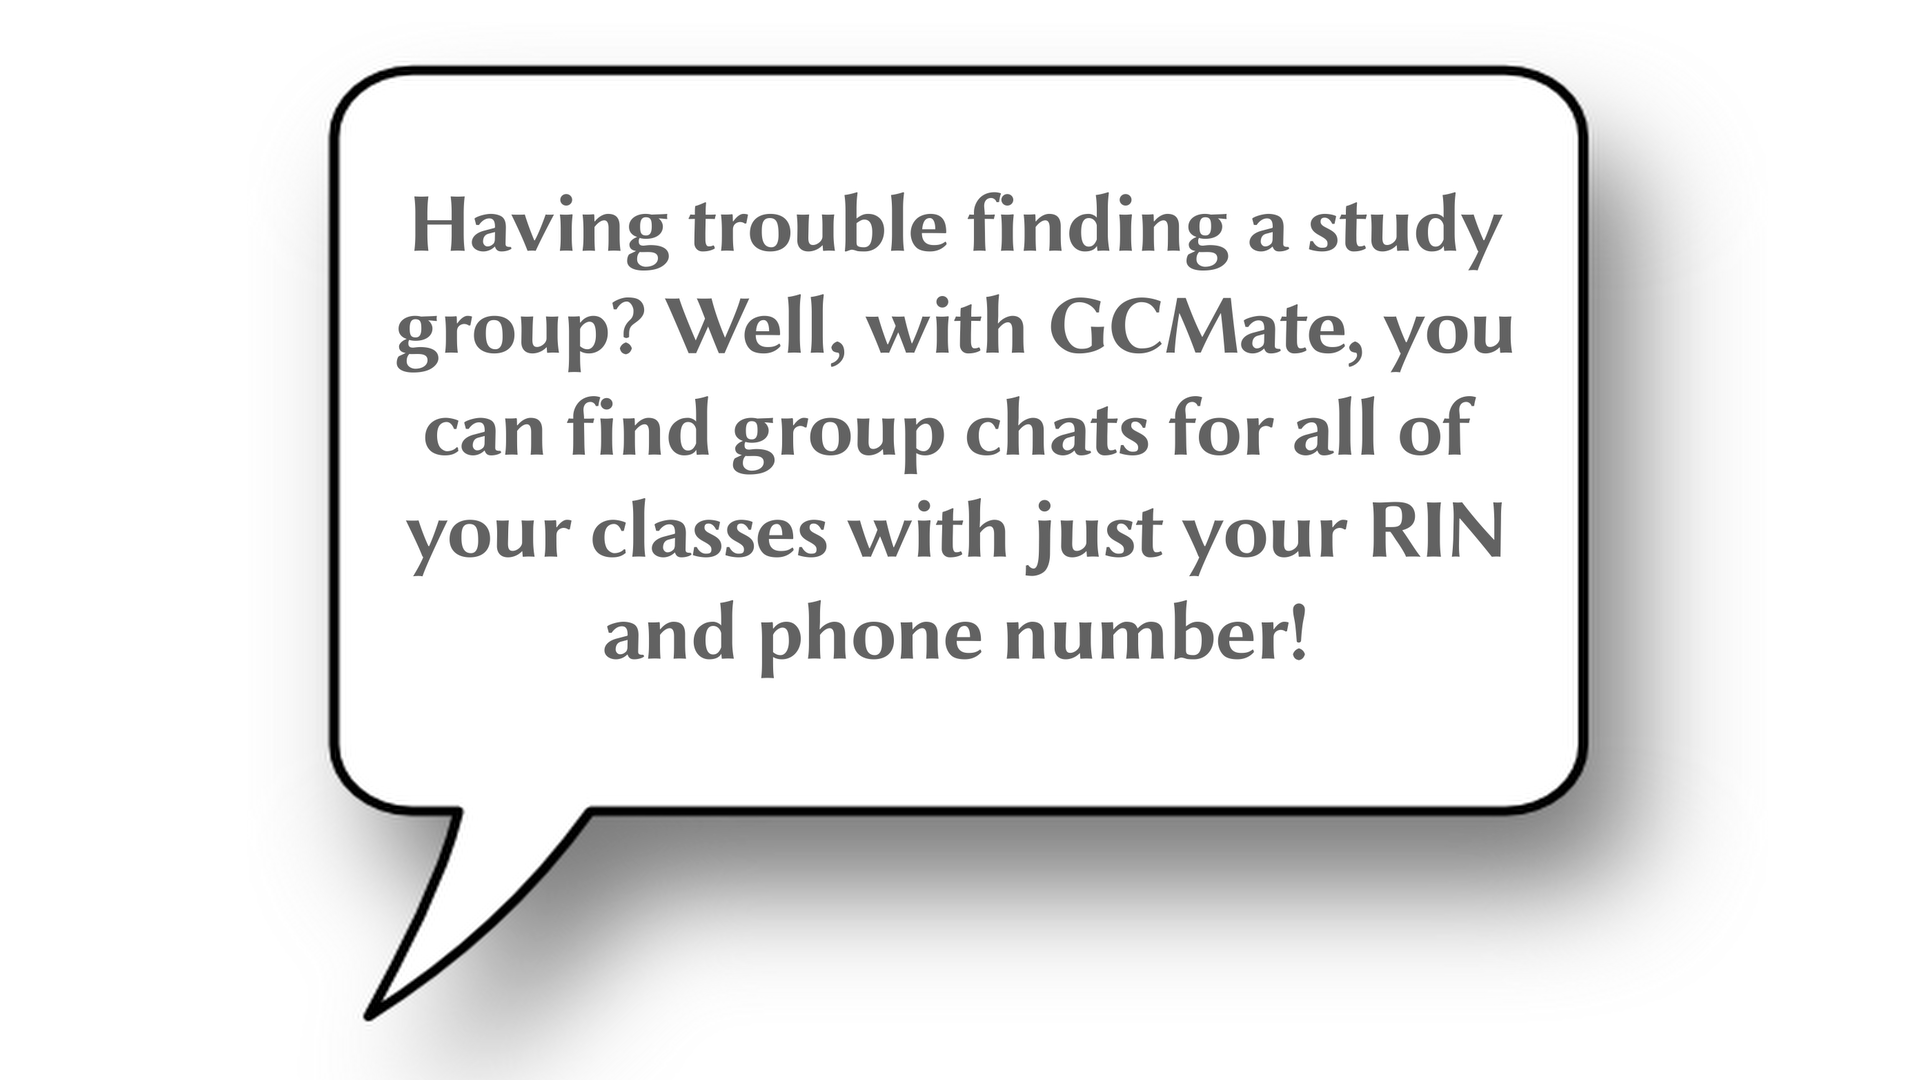 Having trouble finding a study
group? Well, with GCMate, you
can find group chats for all of
your classes with just your RIN
and phone number!